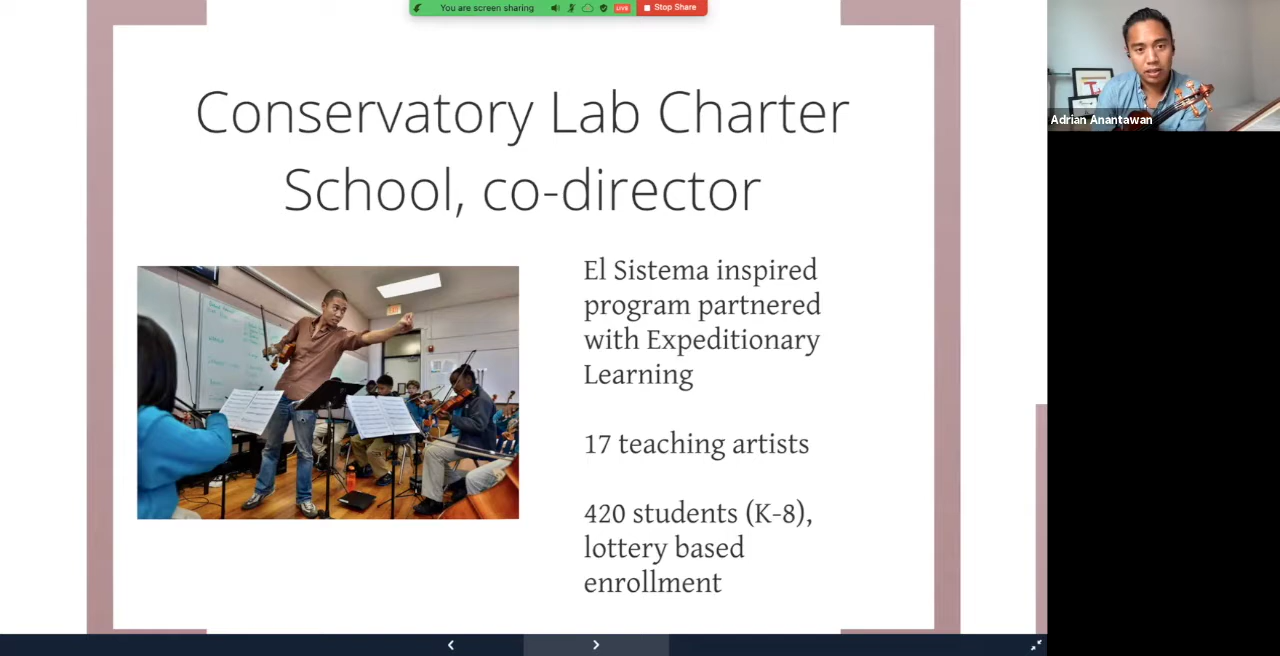 You are screen sharing
LIVE
Stop Share
Conservatory Lab Charter
School, co-director
El Sistema inspired
program partnered
with Expeditionary
Learning
17 teaching artists
420 students (K-8),
lottery based
enrollment
Adrian Anantawan